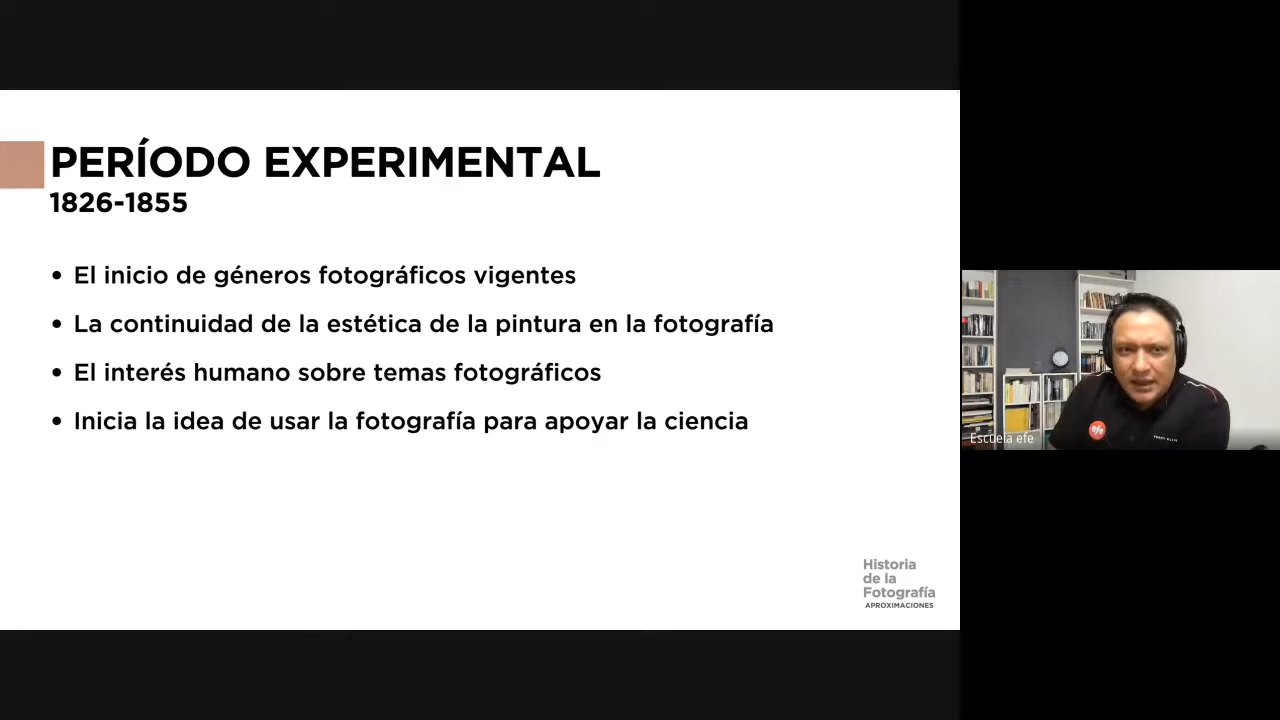 PERÍODO EXPERIMENTAL
1826-1855
• El inicio de géneros fotográficos vigentes
• La continuidad de la estética de la pintura en la fotografía
• El interés humano sobre temas fotográficos
• Inicia la idea de usar la fotografía para apoyar la ciencia
Historia
de la
Fotografía
APROXIMACIONES
efe
Escuela efe